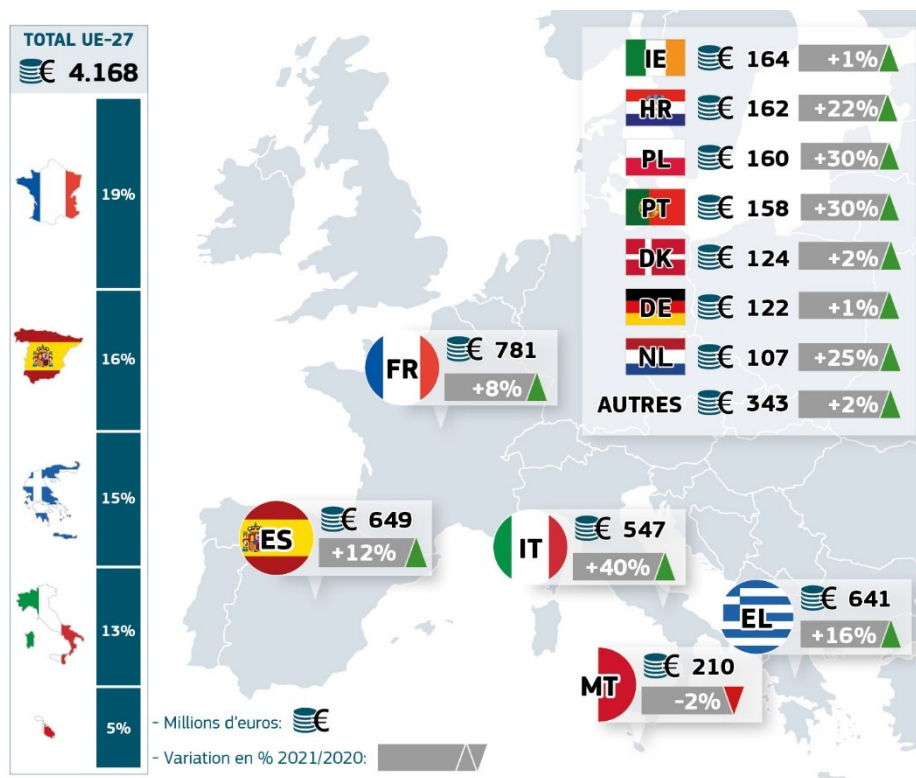 TOTAL UE-27
€ 4.168
19%
16%
15%
13%
5%
IE € 164 +1%
HR € 162 +22%
PL € 160 +30%
PT € 158 +30%
DK € 124 +2%
DE € 122 +1%
NL € 107 +25%
AUTRES € 343 +2%
FR € 781
+8%
ES € 649
+12%
IT € 547
+40%
EL € 641
+16%
MT € 210
-2%
- Millions d'euros: €
- Variation en % 2021/2020: